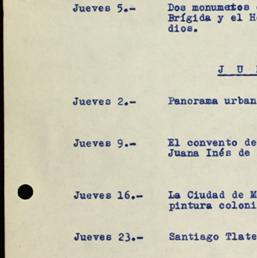 Jueves 5.- Dos monumetos
Brígida y el H
dios.
J U
Jueves 2.- Panorama urban
Jueves 9.- El convento de
Juana Inés de
Jueves 16.- La Ciudad de M
pintura coloni
Jueves 23.- Santiago Tlate